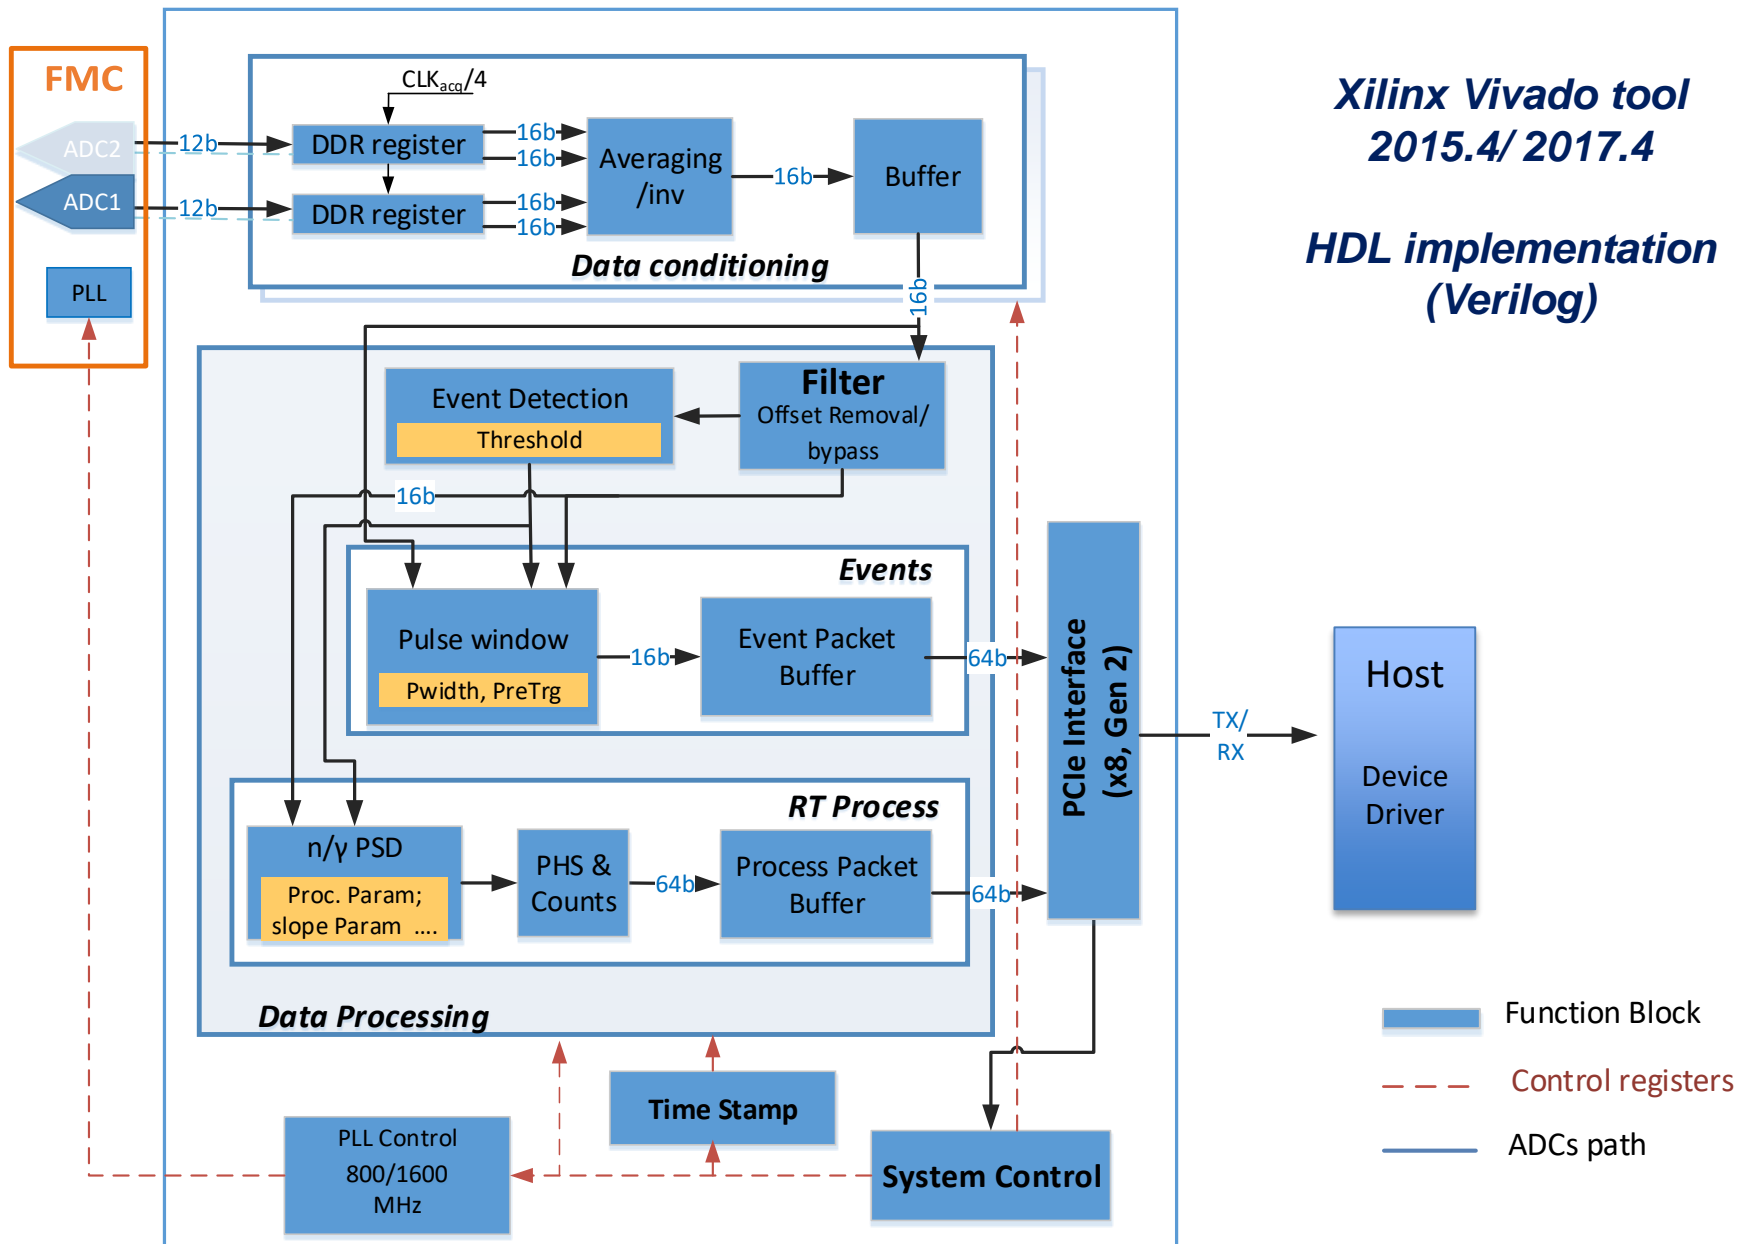 FMC
ADC2
ADC1
PLL
12b
12b
CLKacq/4
DDR register
DDR register
16b
16b
16b
16b
Averaging
/inv
16b
Buffer
Data conditioning
16b
Xilinx Vivado tool
2015.4/ 2017.4
HDL implementation
(Verilog)
Event Detection
Threshold
Filter
Offset Removal/
bypass
16b
Events
Pulse window
Pwidth, PreTrg
16b
Event Packet
Buffer
64b
RT Process
n/γ PSD
Proc. Param;
slope Param ....
PHS &
Counts
64b
Process Packet
Buffer
64b
Data Processing
PCIe Interface
(x8, Gen 2)
TX/
RX
Host
Device
Driver
Time Stamp
PLL Control
800/1600
MHz
System Control
Function Block
Control registers
ADCs path